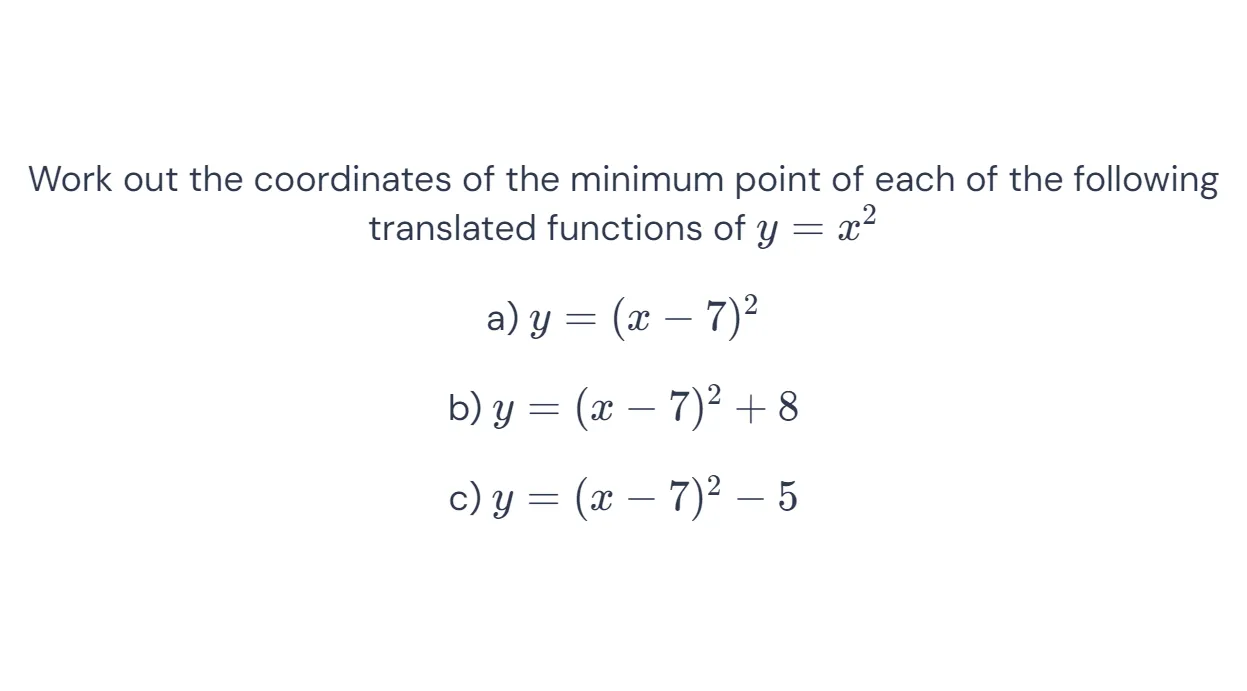 Work out the coordinates of the minimum point of each of the following
translated functions of y = x²
a) y = (x − 7)²
b) y = (x − 7)² + 8
c) y = (x − 7)² − 5